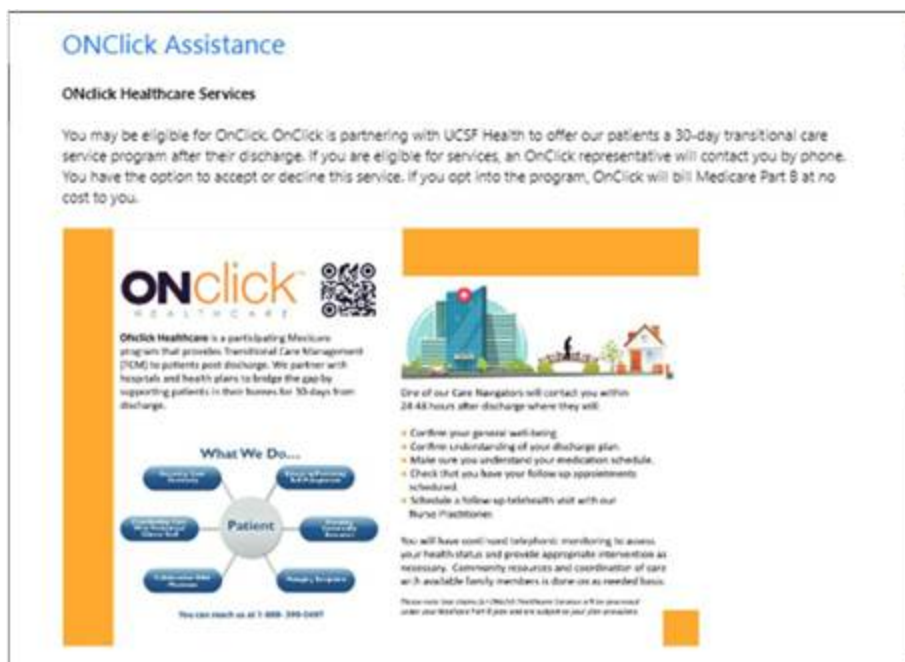 ONClick Assistance
ONclick Healthcare Services
You may be eligible for OnClick. OnClick is partnering with UCSF Health to offer our patients a 30-day transitional care
service program after their discharge. If you are eligible for services, an OnClick representative will contact you by phone.
You have the option to accept or decline this service. If you opt into the program, OnClick will bill Medicare Part B at no
cost to you.
ONclick
HEALTHCARE
ONclick Healthcare is a participating Medicare
program that provides Transitional Care Management
(TCM) to patients post discharge. We partner with
hospitals and health plans to bridge the gap by
supporting patients in their homes for 30-days from
discharge.
What We Do...
Patient
You can reach us at 1-888-
One of our Care Navigators will contact you within
24-48 hours after discharge where they will:
• Confirm your general well-being
• Confirm understanding of your discharge plan.
• Make sure you understand your medication schedule.
• Check that you have your follow up appointments
scheduled.
• Schedule a follow-up telehealth visit with our
Nurse Practitioner.
You will have continued telephonic monitoring to assess
your health status and provide appropriate intervention as
necessary. Community resources and coordination of care
with available family members is done on as needed basis.